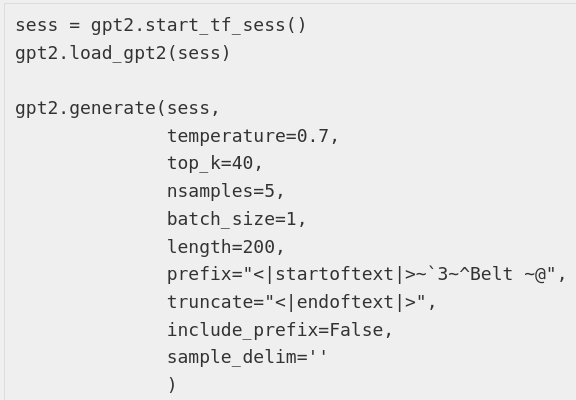 sess = gpt2.start_tf_sess()
gpt2.load_gpt2(sess)

gpt2.generate(sess,
              temperature=0.7,
              top_k=40,
              nsamples=5,
              batch_size=1,
              length=200,
              prefix="<|startoftext|>~`3~^Belt ~@",
              truncate="<|endoftext|>",
              include_prefix=False,
              sample_delim=''
              )